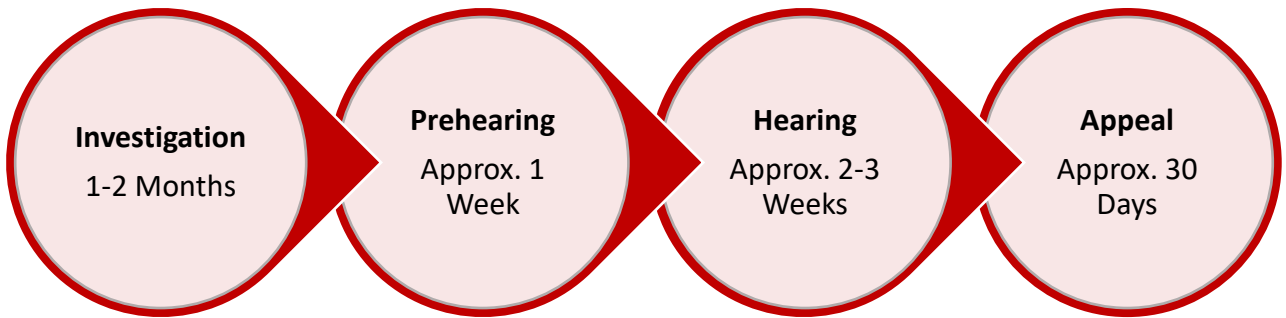 Investigation
1-2 Months
Prehearing
Approx. 1
Week
Hearing
Approx. 2-3
Weeks
Appeal
Approx. 30
Days